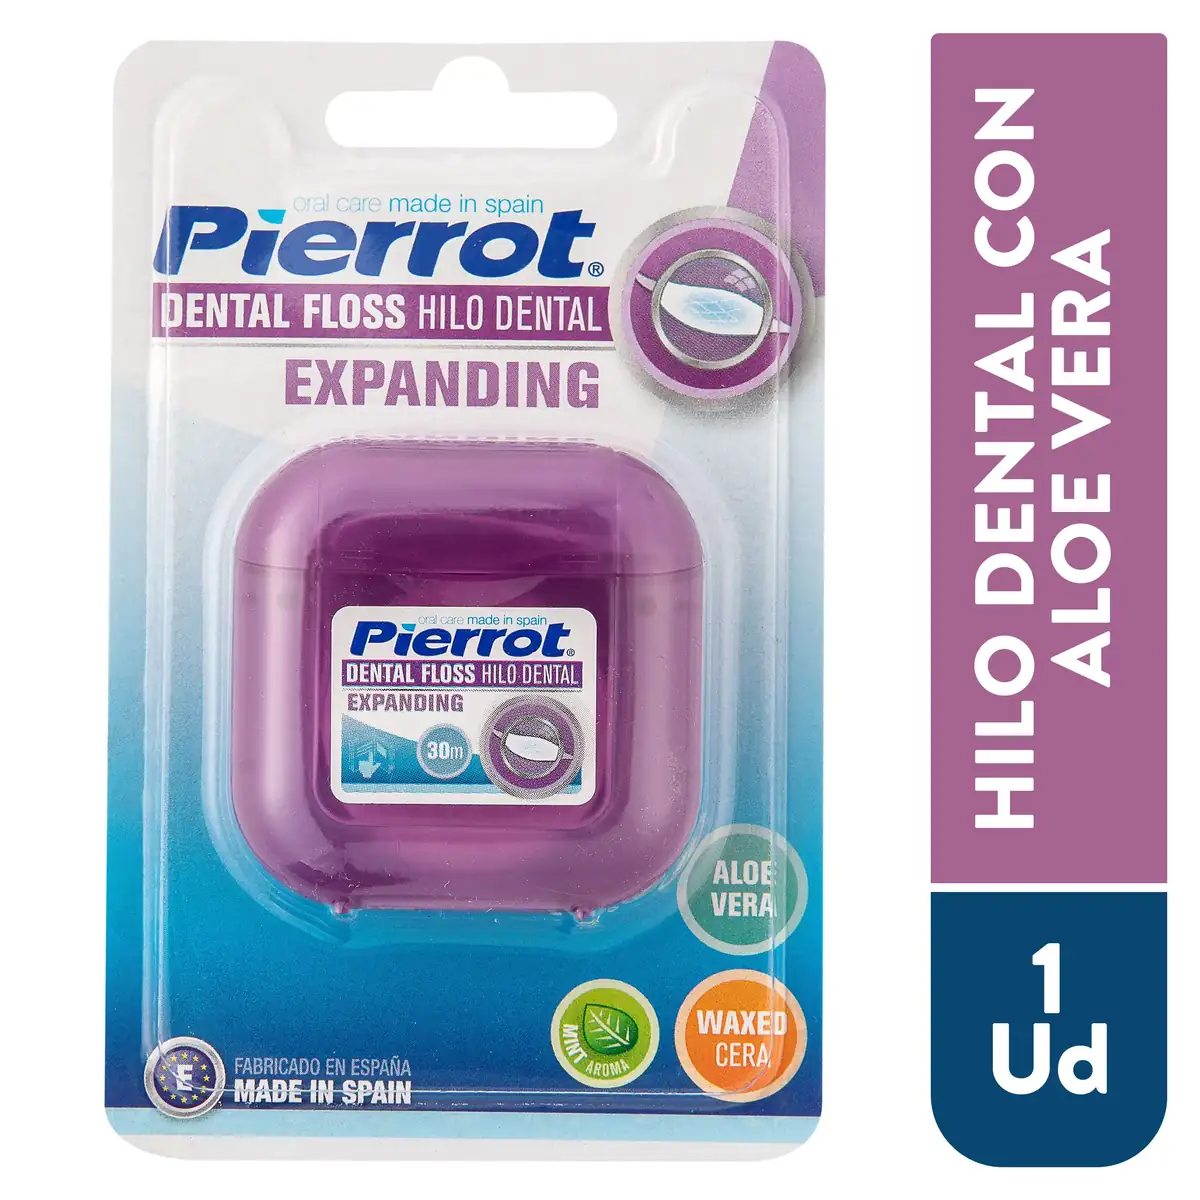 oral care made in spain
Pierrot®
DENTAL FLOSS HILO DENTAL
EXPANDING
oral care made in spain
Pierrot®
DENTAL FLOSS HILO DENTAL
EXPANDING
30m
ALOE
VERA
MINT
AROMA
WAXED
CERA
E
FABRICADO EN ESPAÑA
MADE IN SPAIN
HILO DENTAL CON
ALOE VERA
1
Ud